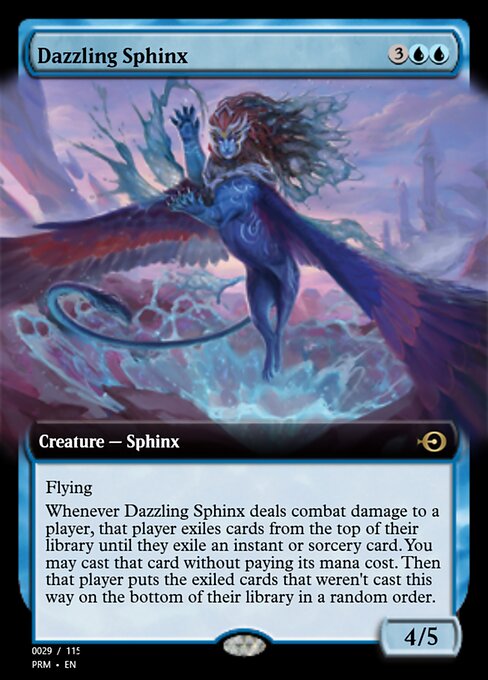 Dazzling Sphinx 3
Creature — Sphinx
Flying
Whenever Dazzling Sphinx deals combat damage to a
player, that player exiles cards from the top of their
library until they exile an instant or sorcery card. You
may cast that card without paying its mana cost. Then
that player puts the exiled cards that weren't cast this
way on the bottom of their library in a random order.
4/5
0029 / 115
PRM • EN